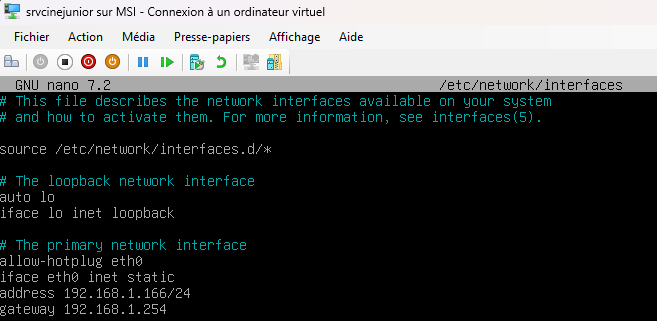 srvcinejunior sur MSI - Connexion à un ordinateur virtuel
Fichier Action Média Presse-papiers Affichage Aide
GNU nano 7.2 /etc/network/interfaces
# This file describes the network interfaces available on your system
# and how to activate them. For more information, see interfaces(5).
source /etc/network/interfaces.d/*
# The loopback network interface
auto lo
iface lo inet loopback
# The primary network interface
allow-hotplug eth0
iface eth0 inet static
address 192.168.1.166/24
gateway 192.168.1.254